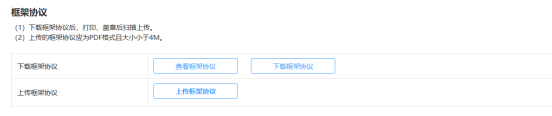 框架协议
（1）下载框架协议后，打印、盖章后扫描上传。
（2）上传的框架协议应为PDF格式且大小小于4M。
下载框架协议 查看框架协议 下载框架协议
上传框架协议 上传框架协议